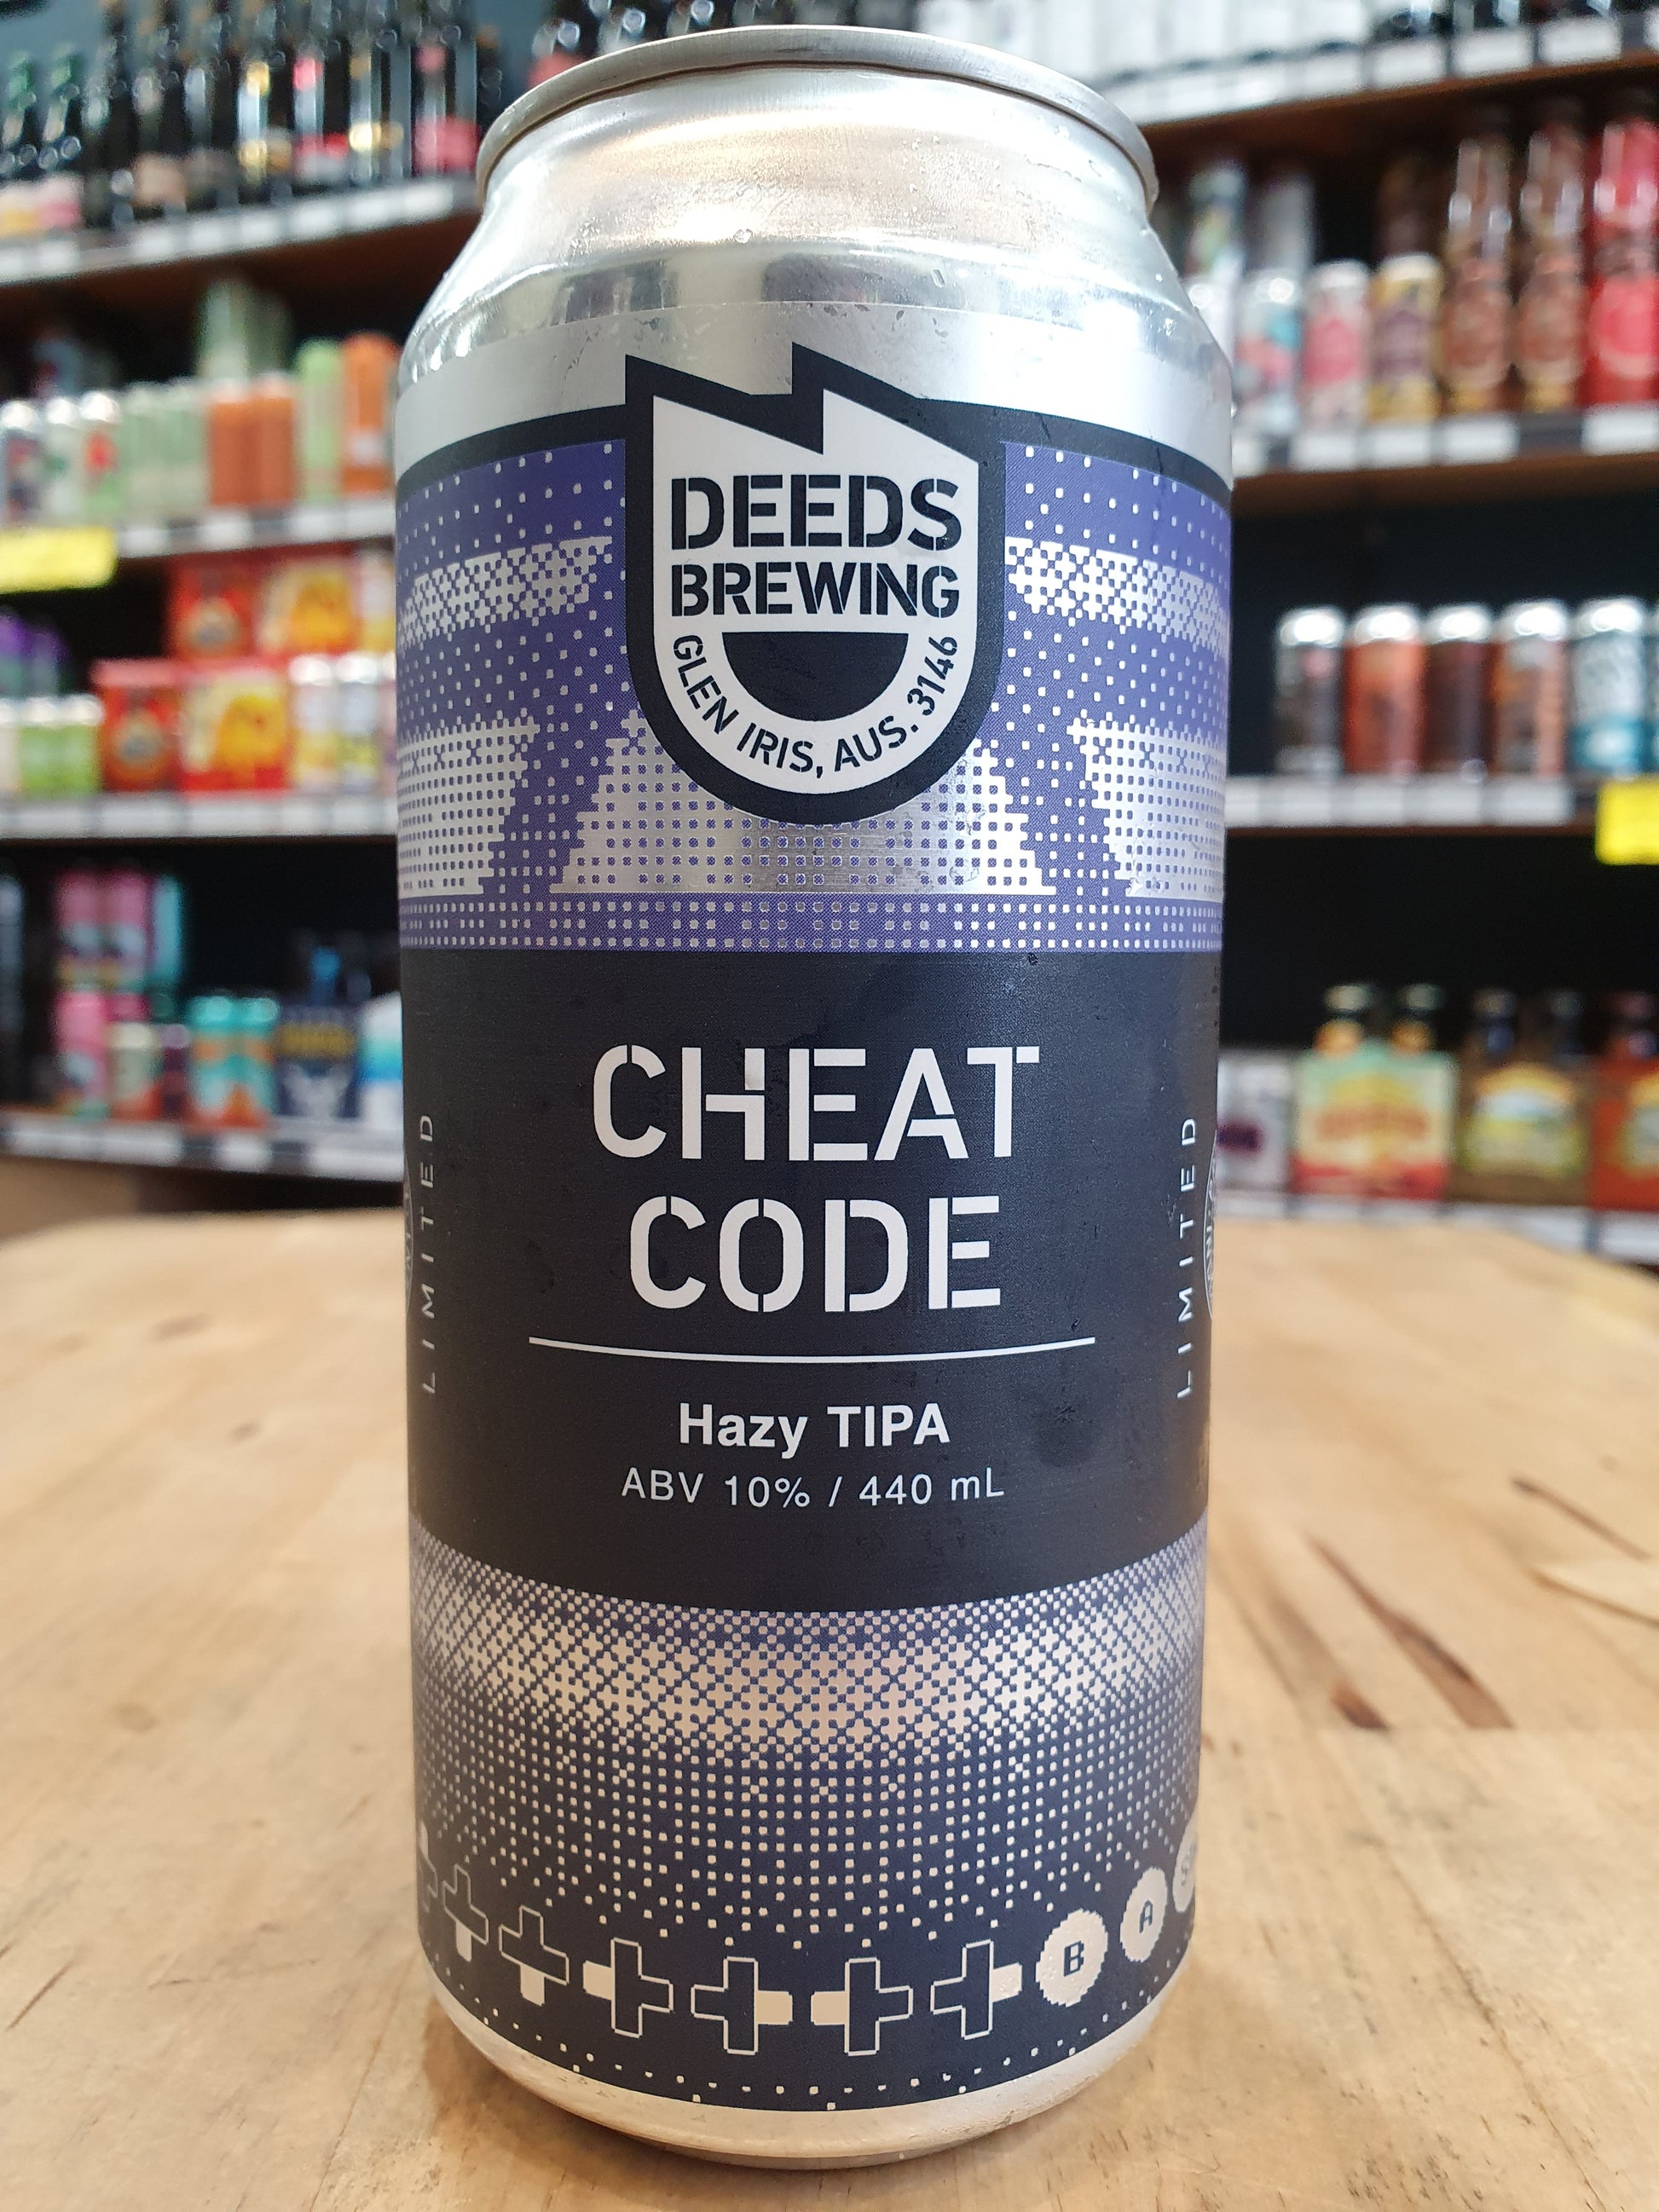 DEEDS
BREWING
GLEN IRIS, AUS. 3146
CHEAT
CODE
LIMITED
LIMITED
Hazy TIPA
ABV 10% / 440 mL
B
A